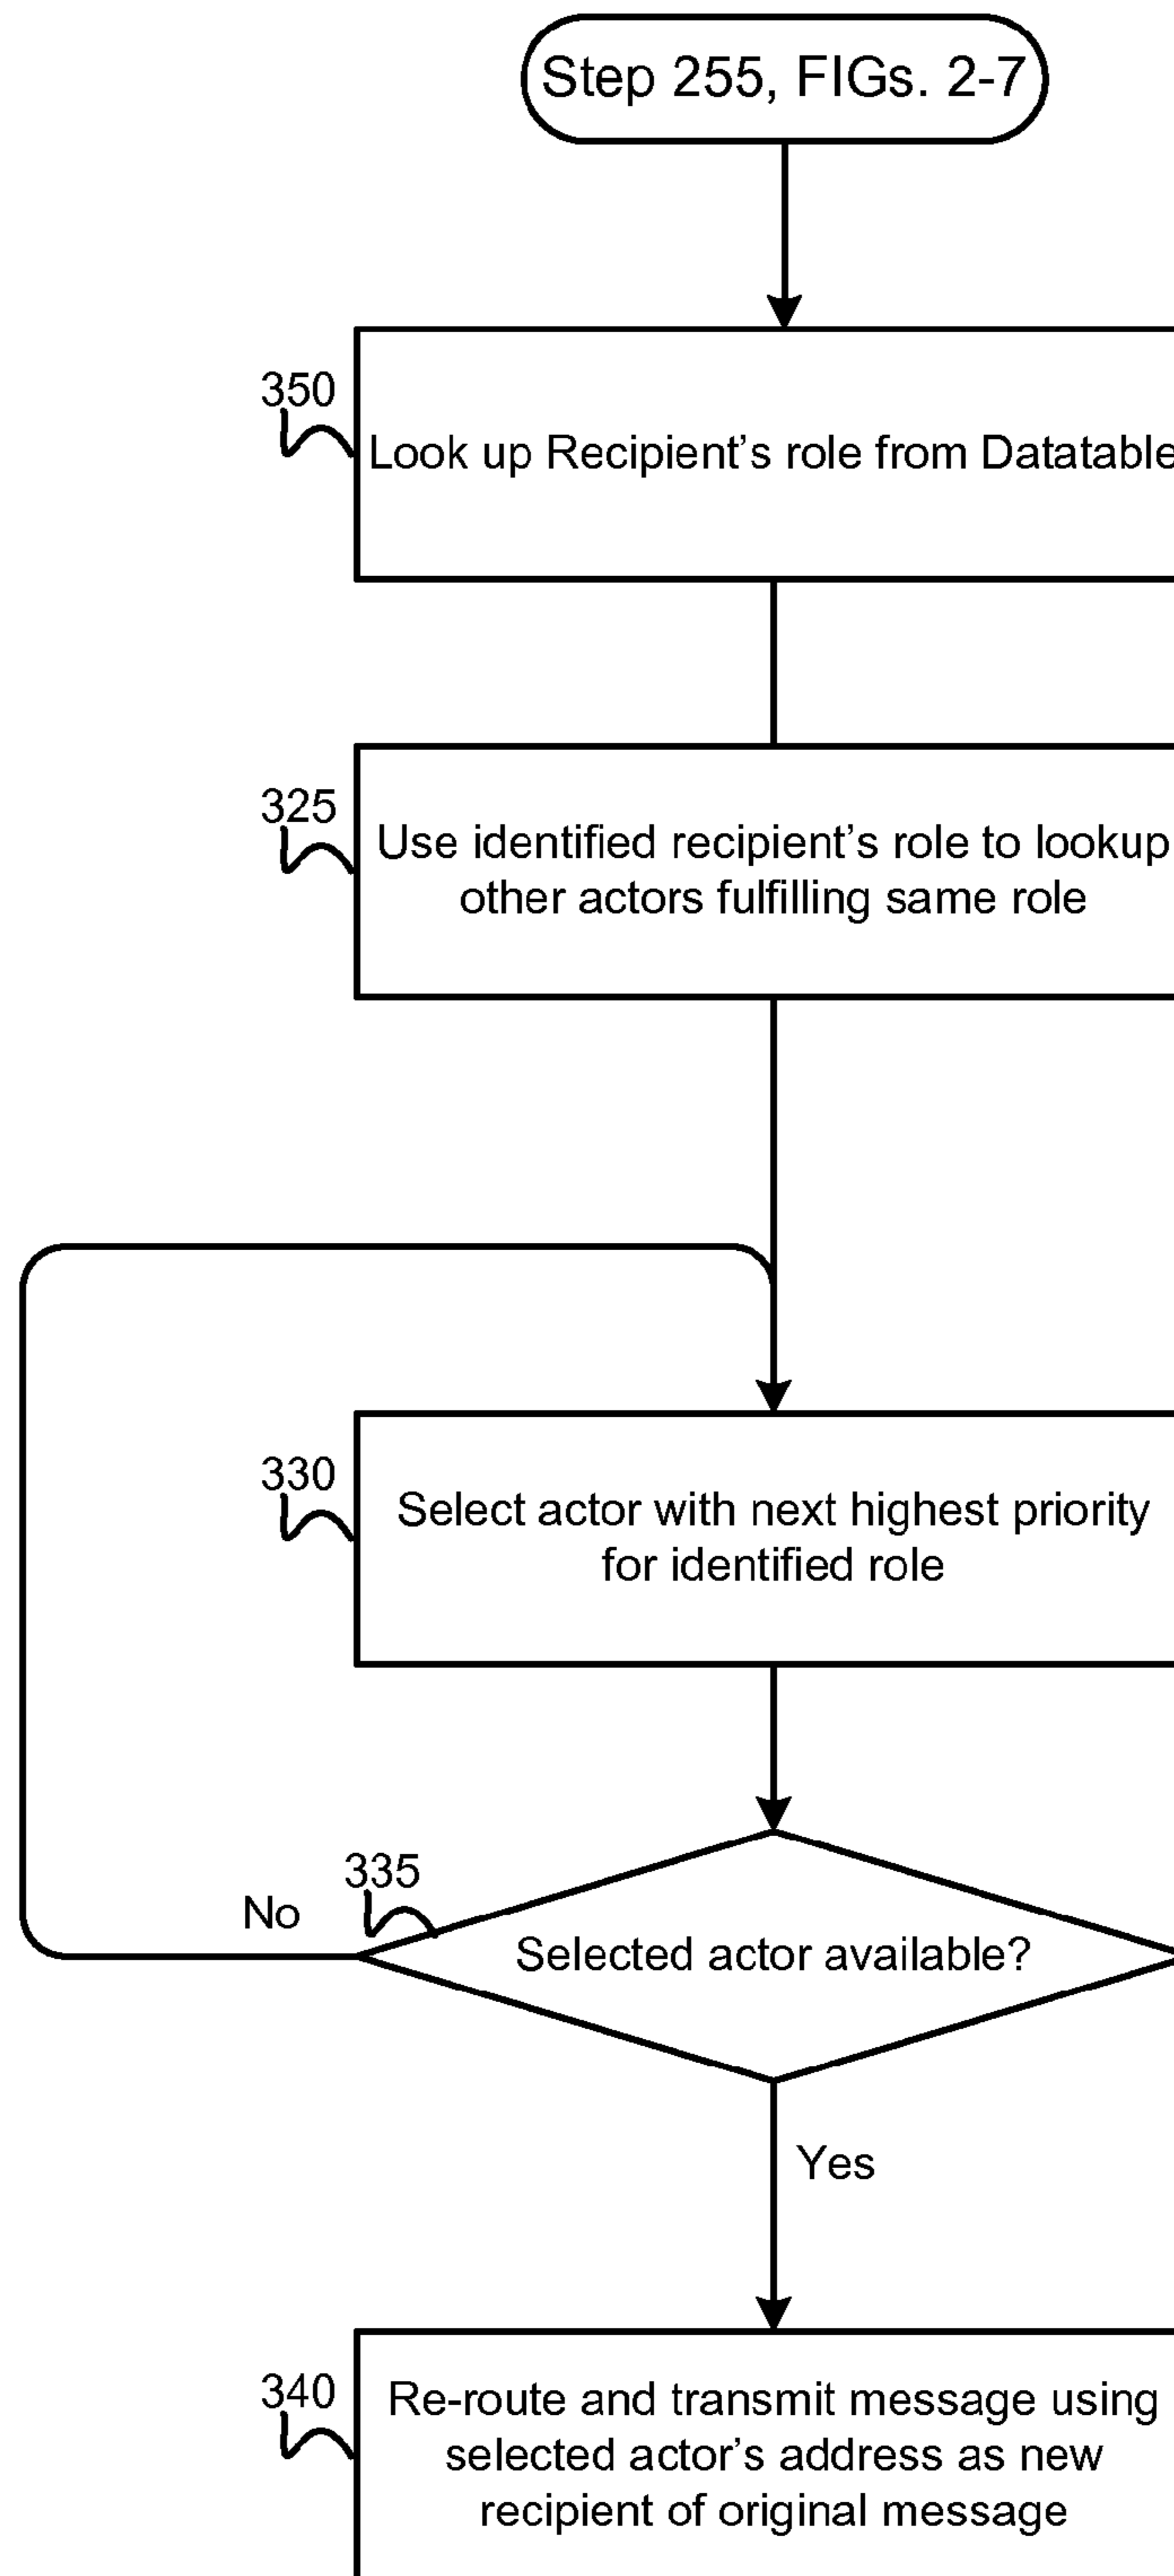 Step 255, FIGs. 2-7
350
Look up Recipient's role from Datatable
325
Use identified recipient's role to lookup
other actors fulfilling same role
330
Select actor with next highest priority
for identified role
335
No
Selected actor available?
Yes
340
Re-route and transmit message using
selected actor's address as new
recipient of original message